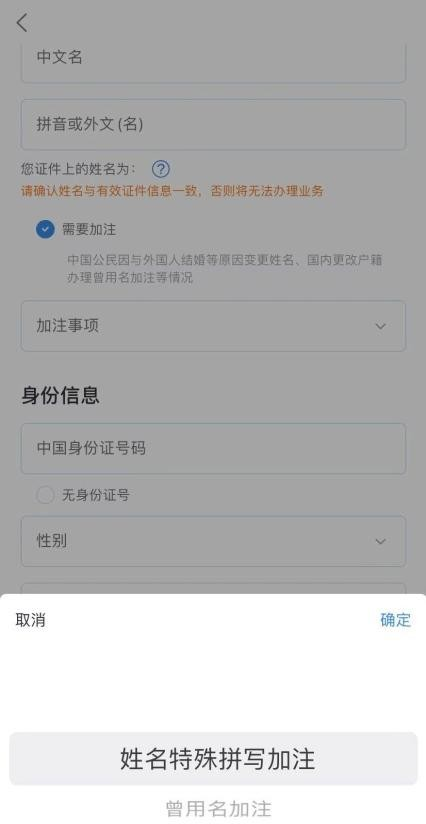 中文名
拼音或外文(名)
您证件上的姓名为：
请确认姓名与有效证件信息一致，否则将无法办理业务
需要加注
中国公民因与外国人结婚等原因变更姓名、国内更改户籍
办理曾用名加注等情况
加注事项
身份信息
中国身份证号码
无身份证号
性别
取消
确定
姓名特殊拼写加注
曾用名加注